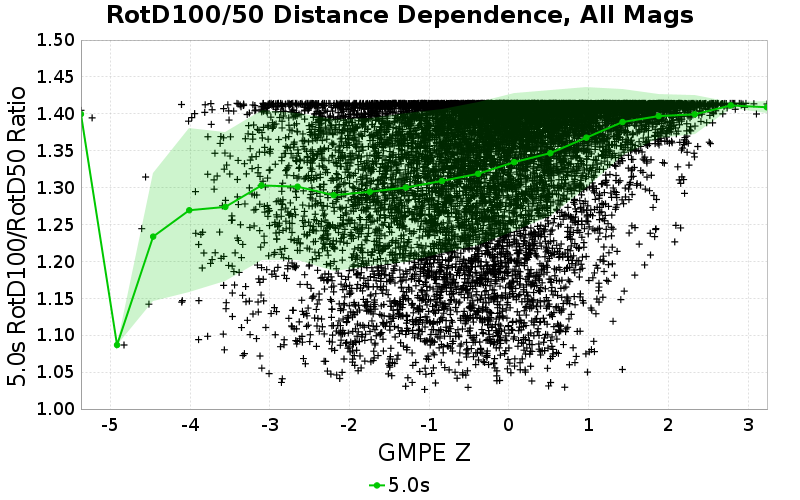 RotD100/50 Distance Dependence, All Mags
5.0s RotD100/RotD50 Ratio
1.50
1.45
1.40
1.35
1.30
1.25
1.20
1.15
1.10
1.05
1.00
-5 -4 -3 -2 -1 0 1 2 3
GMPE Z
5.0s